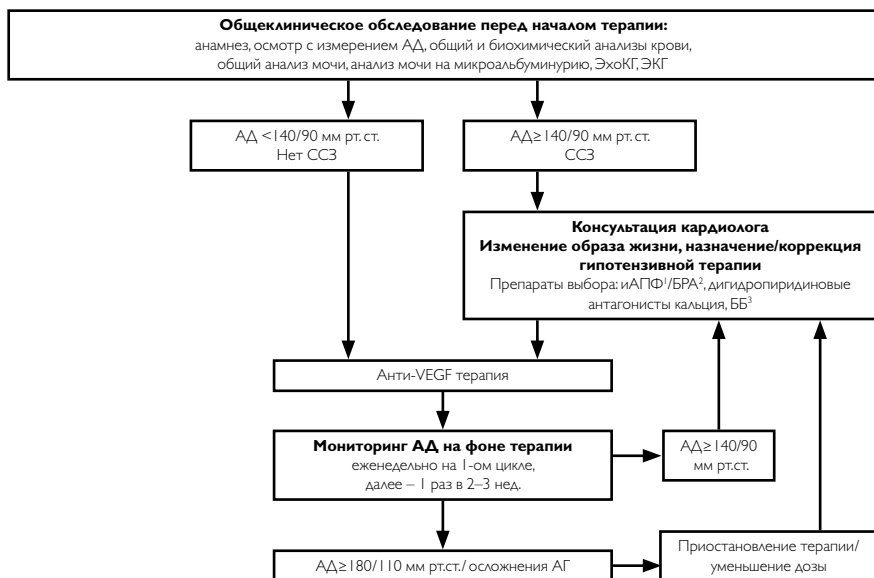 Общеклиническое обследование перед началом терапии:
анамнез, осмотр с измерением АД, общий и биохимический анализы крови,
общий анализ мочи, анализ мочи на микроальбуминурию, ЭхоКГ, ЭКГ
АД <140/90 мм рт. ст.
Нет ССЗ
АД≥140/90 мм рт. ст.
ССЗ
Консультация кардиолога
Изменение образа жизни, назначение/коррекция
гипотензивной терапии
Препараты выбора: иАПФ¹/БРА², дигидропиридиновые
антагонисты кальция, ББ³
Анти-VEGF терапия
Мониторинг АД на фоне терапии
еженедельно на 1-ом цикле,
далее – 1 раз в 2–3 нед.
АД≥140/90
мм рт.ст.
АД≥180/110 мм рт.ст./ осложнения АГ
Приостановление терапии/
уменьшение дозы